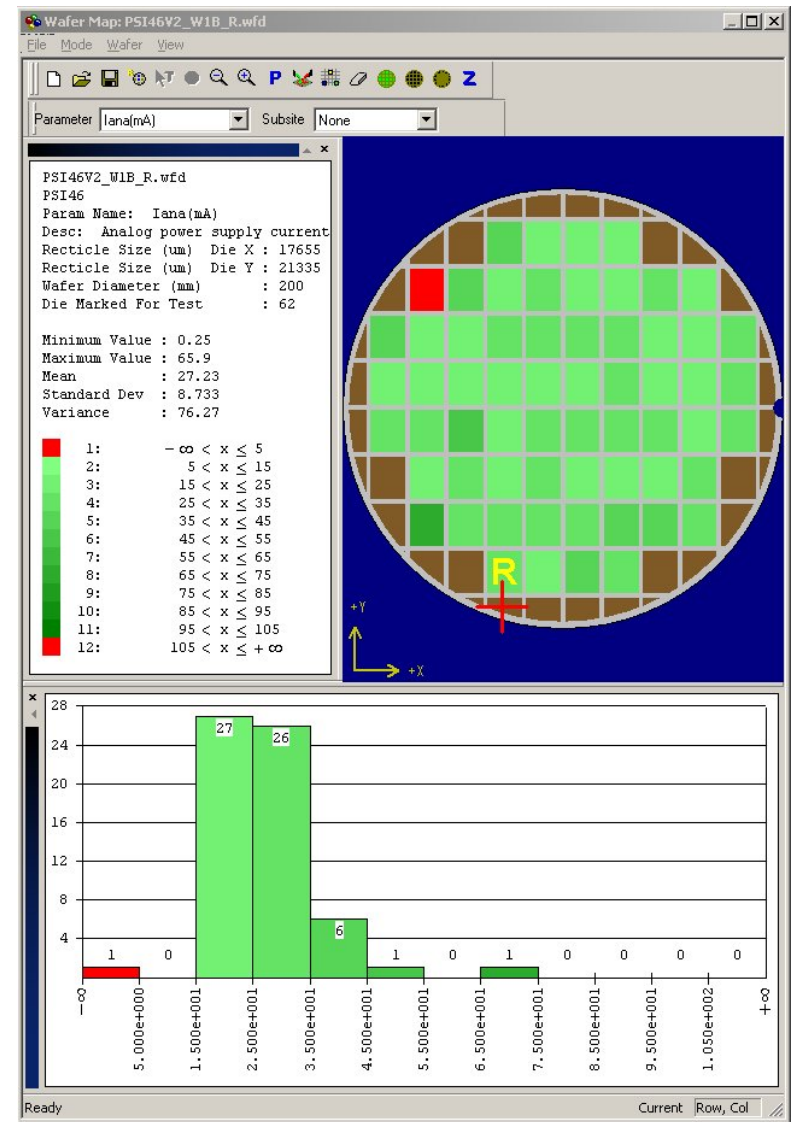 Wafer Map: PSI46V2_W1B_R.wfd
File Mode Wafer View
P Z
Parameter Iana(mA) Subsite None
PSI46V2_W1B_R.wfd
PSI46
Param Name: Iana(mA)
Desc: Analog power supply current
Recticle Size (um) Die X : 17655
Recticle Size (um) Die Y : 21335
Wafer Diameter (mm) : 200
Die Marked For Test : 62
Minimum Value : 0.25
Maximum Value : 65.9
Mean : 27.23
Standard Dev : 8.733
Variance : 76.27
1: -∞ < x ≤ 5
2: 5 < x ≤ 15
3: 15 < x ≤ 25
4: 25 < x ≤ 35
5: 35 < x ≤ 45
6: 45 < x ≤ 55
7: 55 < x ≤ 65
8: 65 < x ≤ 75
9: 75 < x ≤ 85
10: 85 < x ≤ 95
11: 95 < x ≤ 105
12: 105 < x ≤ +∞
R
+Y
+X
28
24
20
16
12
8
4
1 0 27 26 6 1 0 1 0 0 0 0
-∞ 5.000e+000 1.500e+001 2.500e+001 3.500e+001 4.500e+001 5.500e+001 6.500e+001 7.500e+001 8.500e+001 9.500e+001 1.050e+002 +∞
Ready Current Row, Col